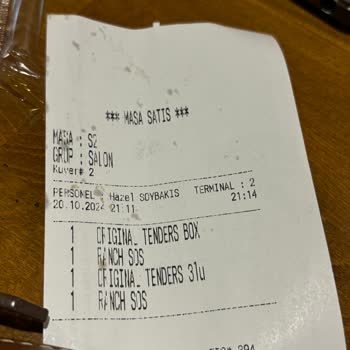 *** MASA SATIS ***
MASA : S2
GRUP : SALON
Kuver# 2
PERSONEL : Hazel SOYBAKIS TERMINAL : 2
20.10.2024 21:11 21:14
1 ORIGINAL TENDERS BOX
1 RANCH SOS
1 ORIGINAL TENDERS 3lu
1 RANCH SOS
294